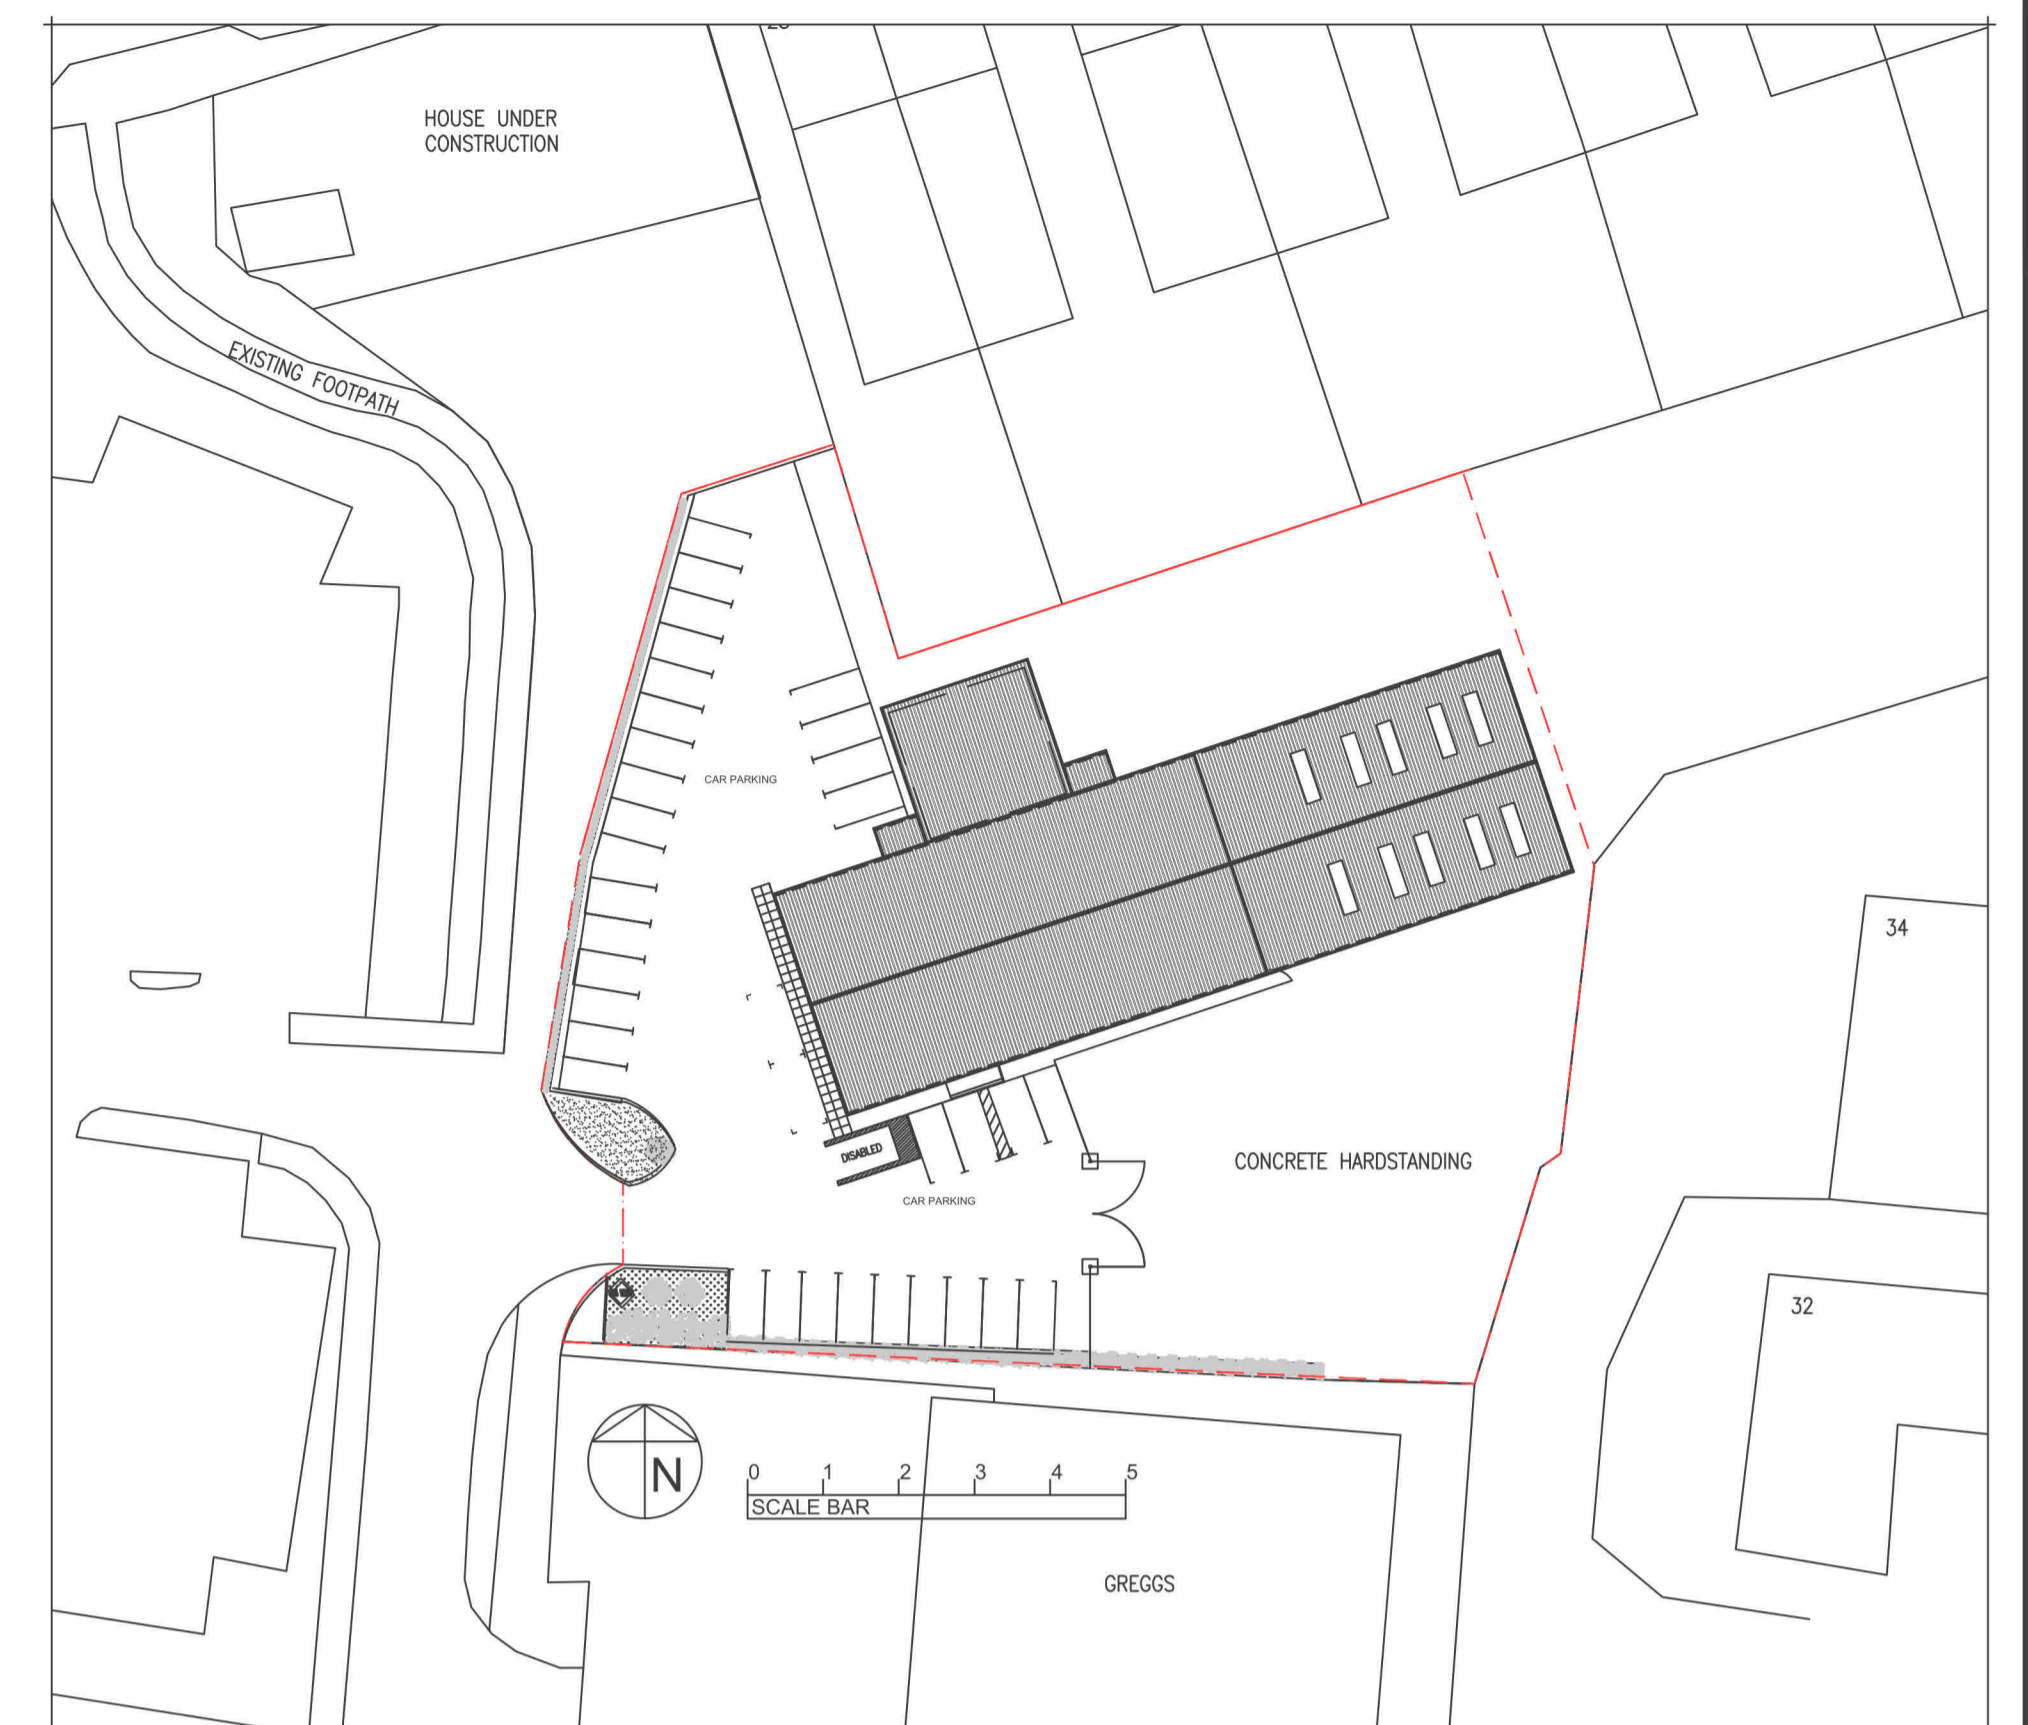 HOUSE UNDER
CONSTRUCTION
EXISTING FOOTPATH
CAR PARKING
34
DISABLED
CONCRETE HARDSTANDING
CAR PARKING
32
N
0 1 2 3 4 5
SCALE BAR
GREGGS